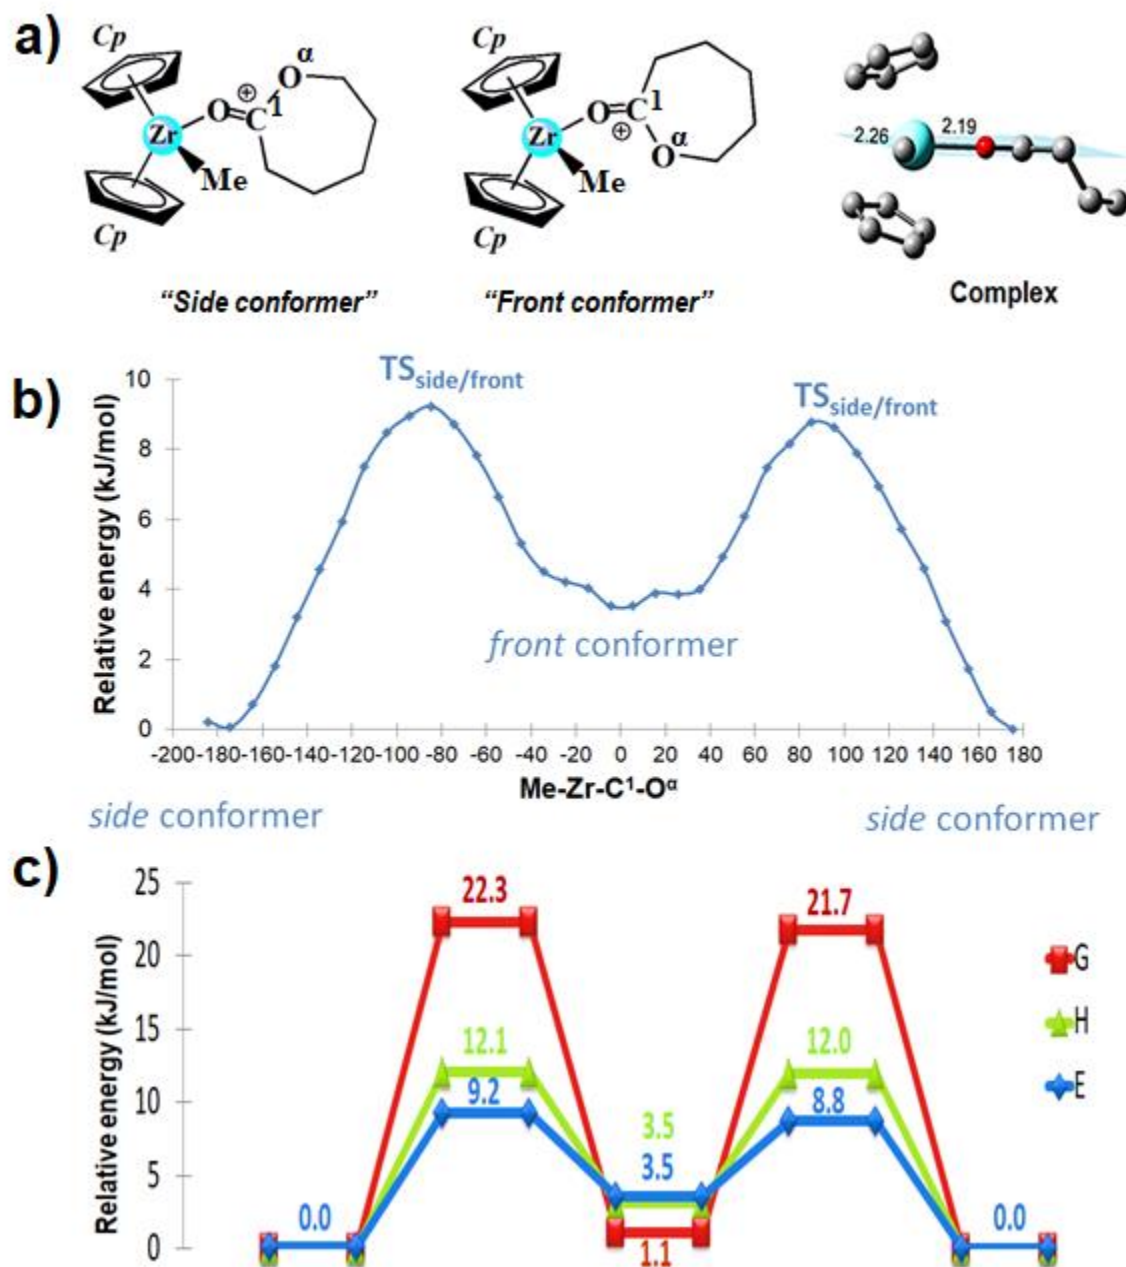 a)
Cp
Cp
α
O
⊕
O
C
1
Zr
Me
Cp
"Side conformer"
Cp
O
C
1
⊕
α
O
Zr
Me
Cp
"Front conformer"
2.26
2.19
Complex
b)
Relative energy (kJ/mol)
10
8
6
4
2
0
TSside/front
TSside/front
front conformer
-200 -180 -160 -140 -120 -100 -80 -60 -40 -20 0 20 40 60 80 100 120 140 160 180
Me-Zr-C¹-Oᵅ
side conformer
side conformer
c)
Relative energy (kJ/mol)
25
20
15
10
5
0
22.3
21.7
12.1
12.0
9.2
8.8
3.5
3.5
0.0
0.0
1.1
G
H
E